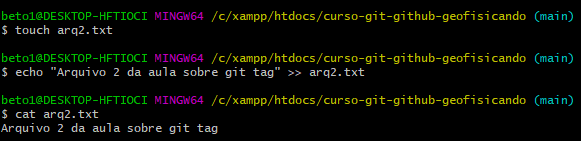 beto1@DESKTOP-HFTIOCI MINGW64 /c/xampp/htdocs/curso-git-github-geofisicando (main)
$ touch arq2.txt
beto1@DESKTOP-HFTIOCI MINGW64 /c/xampp/htdocs/curso-git-github-geofisicando (main)
$ echo "Arquivo 2 da aula sobre git tag" >> arq2.txt
beto1@DESKTOP-HFTIOCI MINGW64 /c/xampp/htdocs/curso-git-github-geofisicando (main)
$ cat arq2.txt
Arquivo 2 da aula sobre git tag